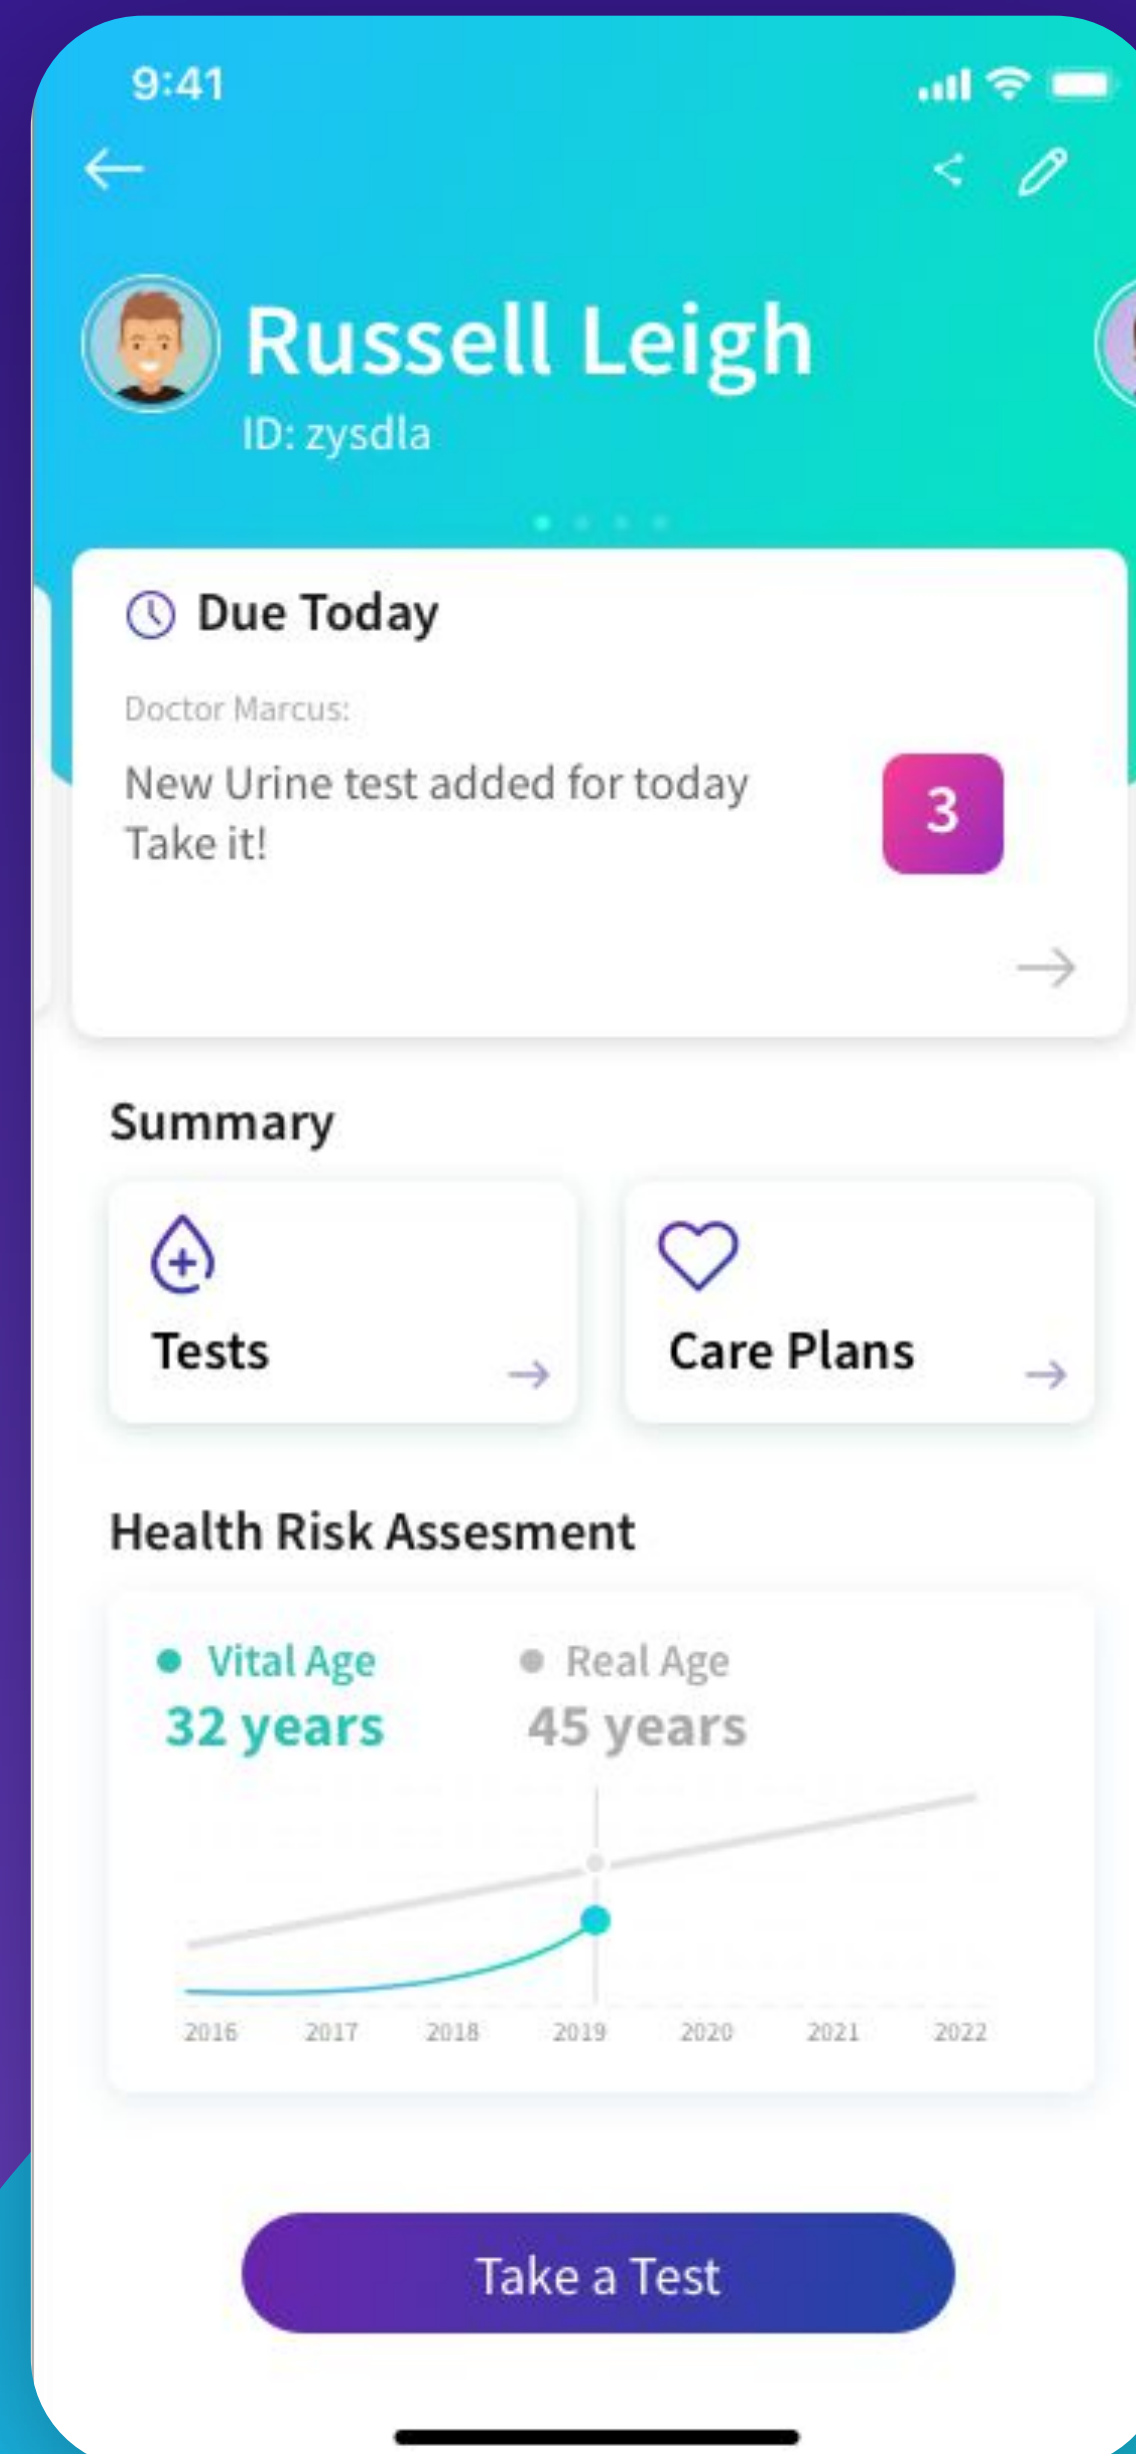 9:41
Russell Leigh
ID: zysdla
Due Today
Doctor Marcus:
New Urine test added for today
Take it!
3
Summary
Tests
Care Plans
Health Risk Assesment
Vital Age
Real Age
32 years
45 years
2016 2017 2018 2019 2020 2021 2022
Take a Test